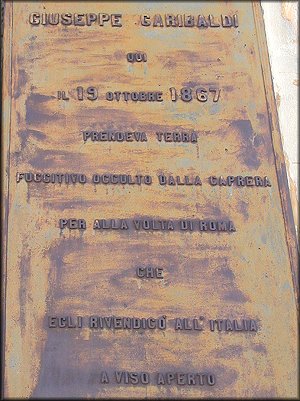 GIUSEPPE GARIBALDI
QUI
IL 19 OTTOBRE 1867
PRENDEVA TERRA
FUGGITIVO OCCULTO DALLA CAPRERA
PER ALLA VOLTA DI ROMA
CHE
EGLI RIVENDICÒ ALL'ITALIA
A VISO APERTO